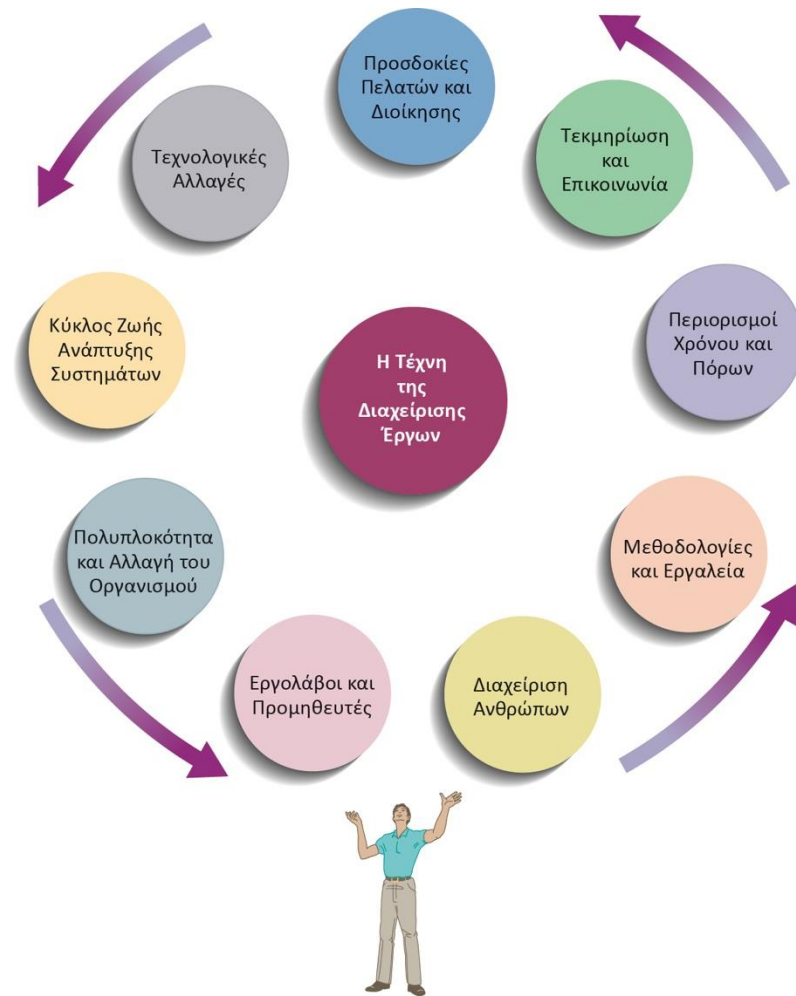 Προσδοκίες
Πελατών και
Διοίκησης
Τεχνολογικές
Αλλαγές
Τεκμηρίωση
και
Επικοινωνία
Κύκλος Ζωής
Ανάπτυξης
Συστημάτων
Περιορισμοί
Χρόνου και
Πόρων
Η Τέχνη
της
Διαχείρισης
Έργων
Πολυπλοκότητα
και Αλλαγή του
Οργανισμού
Μεθοδολογίες
και Εργαλεία
Εργολάβοι και
Προμηθευτές
Διαχείριση
Ανθρώπων